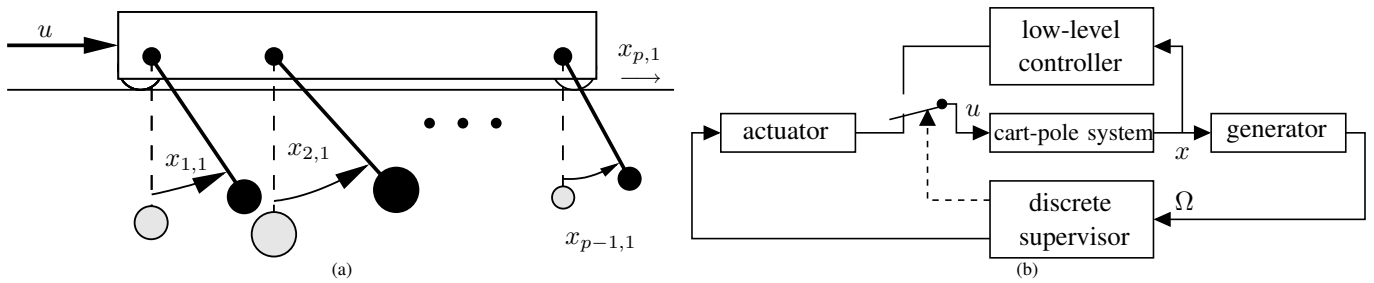 u
x_{p,1}
x_{1,1}
x_{2,1}
x_{p-1,1}
(a)
low-level
controller
actuator
u
cart-pole system
x
generator
discrete
supervisor
Ω
(b)